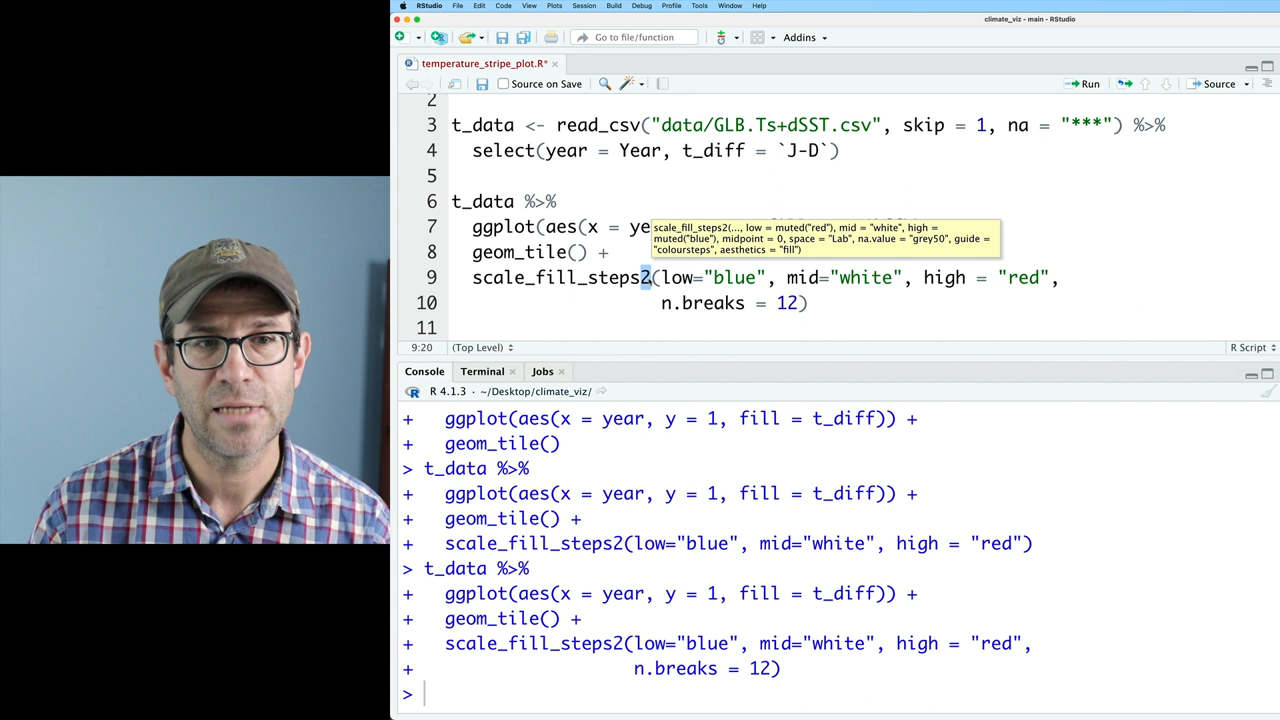 RStudio File Edit Code View Plots Session Build Debug Profile Tools Window Help
climate_viz - main - RStudio
Go to file/function Addins
temperature_stripe_plot.R*
Source on Save Run Source
2
3 t_data <- read_csv("data/GLB.Ts+dSST.csv", skip = 1, na = "***") %>%
4 select(year = Year, t_diff = `J-D`)
5
6 t_data %>%
7 ggplot(aes(x = ye
scale_fill_steps2(..., low = muted("red"), mid = "white", high =
muted("blue"), midpoint = 0, space = "Lab", na.value = "grey50", guide =
"coloursteps", aesthetics = "fill")
8 geom_tile() +
9 scale_fill_steps2(low="blue", mid="white", high = "red",
10 n.breaks = 12)
11
9:20 (Top Level) R Script
Console Terminal Jobs
R 4.1.3 · ~/Desktop/climate_viz/
+ ggplot(aes(x = year, y = 1, fill = t_diff)) +
+ geom_tile()
> t_data %>%
+ ggplot(aes(x = year, y = 1, fill = t_diff)) +
+ geom_tile() +
+ scale_fill_steps2(low="blue", mid="white", high = "red")
> t_data %>%
+ ggplot(aes(x = year, y = 1, fill = t_diff)) +
+ geom_tile() +
+ scale_fill_steps2(low="blue", mid="white", high = "red",
+ n.breaks = 12)
>